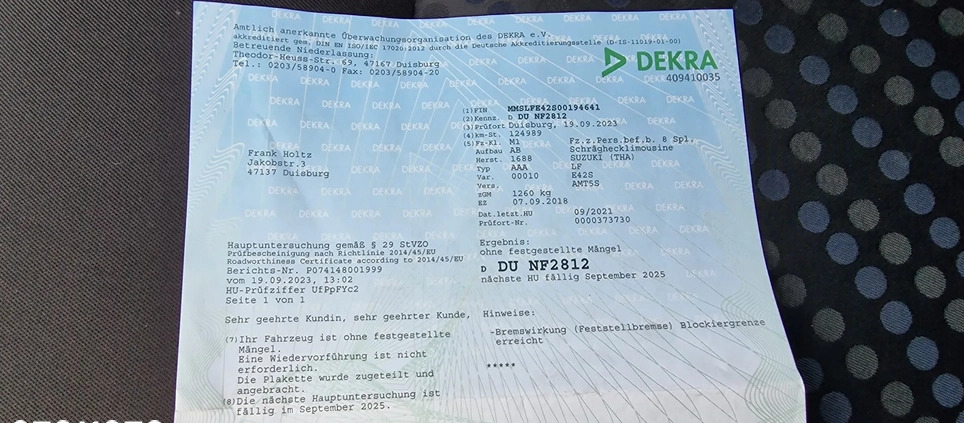 Amtlich anerkannte Überwachungsorganisation des DEKRA e.V.
akkreditiert gem. DIN EN ISO/IEC 17020:2012 durch die Deutsche Akkreditierungsstelle (D-IS-11019-01-00)
Betreuende Niederlassung:
Theodor-Heuss-Str. 69, 47167 Duisburg
Tel.: 0203/58904-0 Fax: 0203/58904-20
DEKRA
409410035
(1) FIN MMSLFE42S00194641
(2) Kennz. D DU NF2812
(3) Prüfort Duisburg, 19.09.2023
(4) km-St. 124989
(5) Fz-Kl. M1 Fz.z.Pers.bef.b. 8 Spl.
Aufbau AB Schräghecklimousine
Herst. 1688 SUZUKI (THA)
Typ AAA LF
Var. 00010 E42S
Vers. AMT5S
zGM 1260 kg
EZ 07.09.2018
Dat.letzt.HU 09/2021
Prüfort-Nr. 0000373730
Frank Holtz
Jakobstr.3
47137 Duisburg
Hauptuntersuchung gemäß § 29 StVZO
Prüfbescheinigung nach Richtlinie 2014/45/EU
Roadworthiness Certificate according to 2014/45/EU
Berichts-Nr. P074148001999
vom 19.09.2023, 13:02
HU-Prüfziffer UfPpFYc2
Seite 1 von 1
Ergebnis:
ohne festgestellte Mängel
D DU NF2812
nächste HU fällig September 2025
Sehr geehrte Kundin, sehr geehrter Kunde,
(7) Ihr Fahrzeug ist ohne festgestellte
Mängel.
Eine Wiedervorführung ist nicht
erforderlich.
Die Plakette wurde zugeteilt und
angebracht.
(8) Die nächste Hauptuntersuchung ist
fällig im September 2025.
Hinweise:
-Bremswirkung (Feststellbremse) Blockiergrenze
erreicht
*****